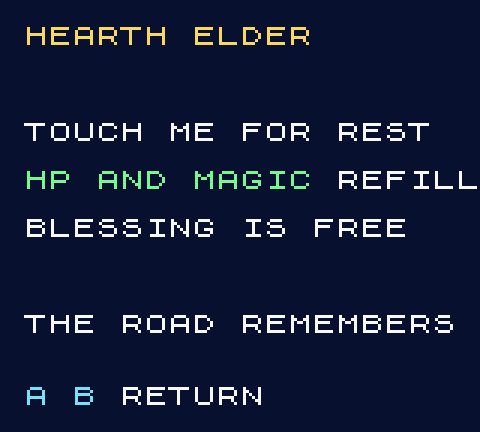 HEARTH ELDER
TOUCH ME FOR REST
HP AND MAGIC REFILL
BLESSING IS FREE
THE ROAD REMEMBERS
A B RETURN